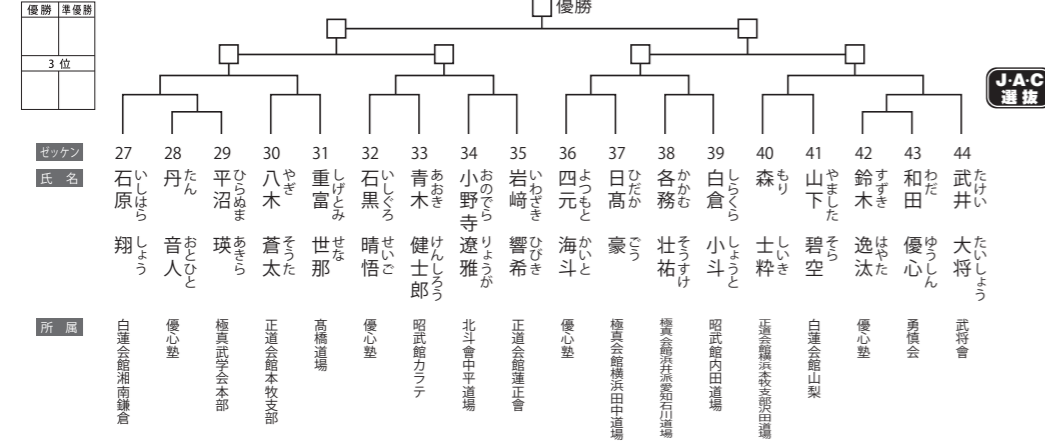 優勝 準優勝
3 位
優勝
J·A·C
選抜
ゼッケン 27 28 29 30 31 32 33 34 35 36 37 38 39 40 41 42 43 44
氏 名
石原 翔 いしはら しょう
丹 音人 たん おとひと
平沼 瑛 ひらぬま あきら
八木 蒼太 やぎ そうた
重富 世那 しげとみ せな
石黒 晴悟 いしぐろ せいご
青木 健士郎 あおき けんしろう
小野寺 遼雅 おのでら りょうが
岩﨑 響希 いわざき ひびき
四元 海斗 よつもと かいと
日髙 豪 ひだか ごう
各務 壮祐 かかむ そうすけ
白倉 小斗 しらくら しょうと
森 士粋 もり しいき
山下 碧空 やました そら
鈴木 逸汰 すずき はやた
和田 優心 わだ ゆうしん
武井 大将 たけい たいしょう
所 属
白蓮会館湘南鎌倉
優心塾
極真武学会本部
正道会館本牧支部
髙橋道場
優心塾
昭武館カラテ
北斗會中平道場
正道会館蓮正會
優心塾
極真会館横浜田中道場
極真会館浜井派愛知石川道場
昭武館内田道場
正道会館横浜本牧支部沢田道場
白蓮会館山梨
優心塾
勇慎会
武将會